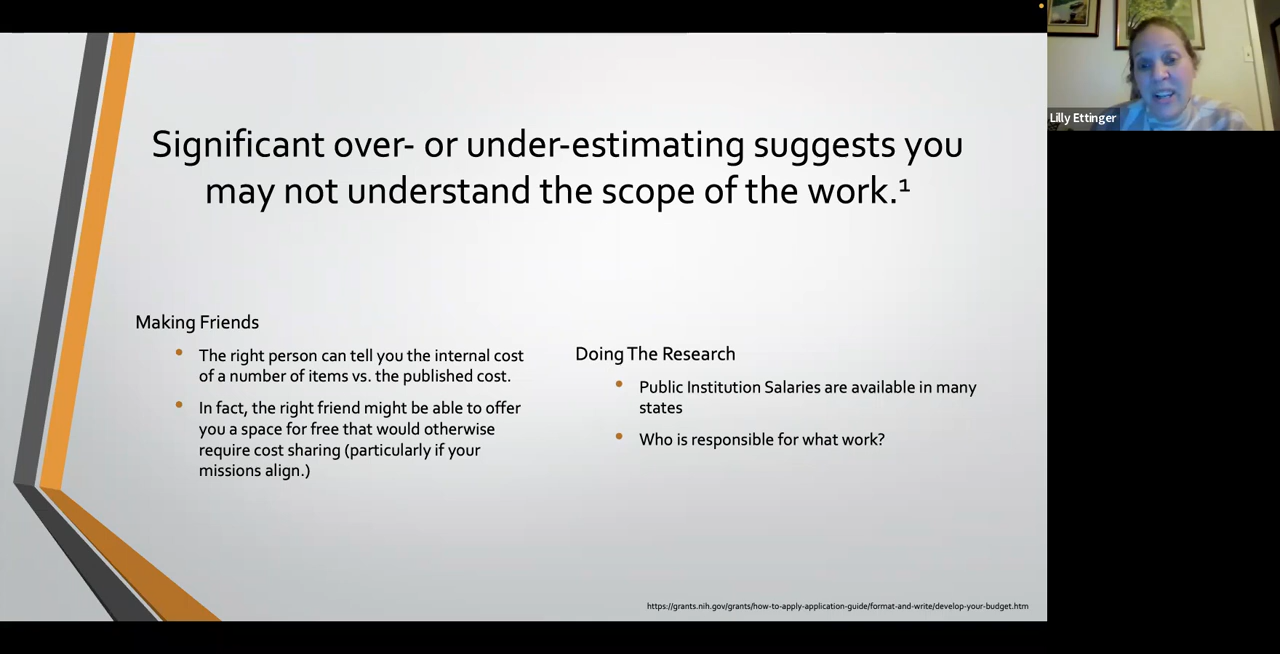 Significant over- or under-estimating suggests you
may not understand the scope of the work.¹
Making Friends
• The right person can tell you the internal cost
of a number of items vs. the published cost.
• In fact, the right friend might be able to offer
you a space for free that would otherwise
require cost sharing (particularly if your
missions align.)
Doing The Research
• Public Institution Salaries are available in many
states
• Who is responsible for what work?
https://grants.nih.gov/grants/how-to-apply-application-guide/format-and-write/develop-your-budget.htm
Lilly Ettinger